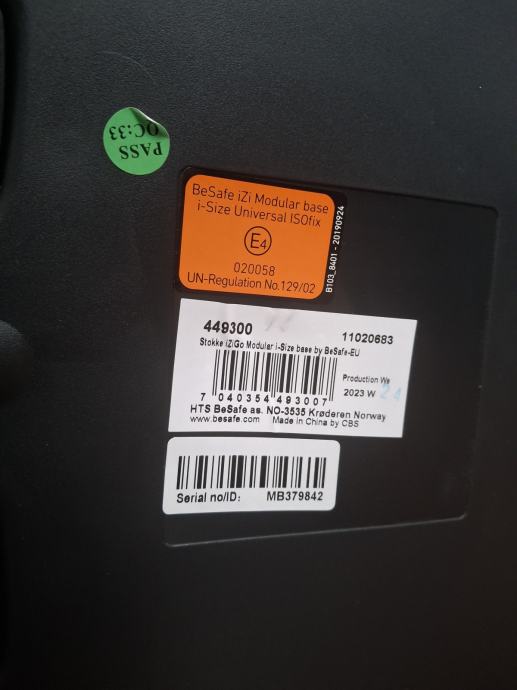 PASS
QC:33
BeSafe iZi Modular base
i-Size Universal ISOfix
E4
020058
UN-Regulation No.129/02
B103_8401 - 20190924
449300
11020683
Stokke iZiGo Modular i-Size base by BeSafe-EU
Production We
2023 W 24
7 040354 493007
HTS BeSafe as. NO-3535 Krøderen Norway
www.besafe.com Made in China by CBS
Serial no/ID: MB379842